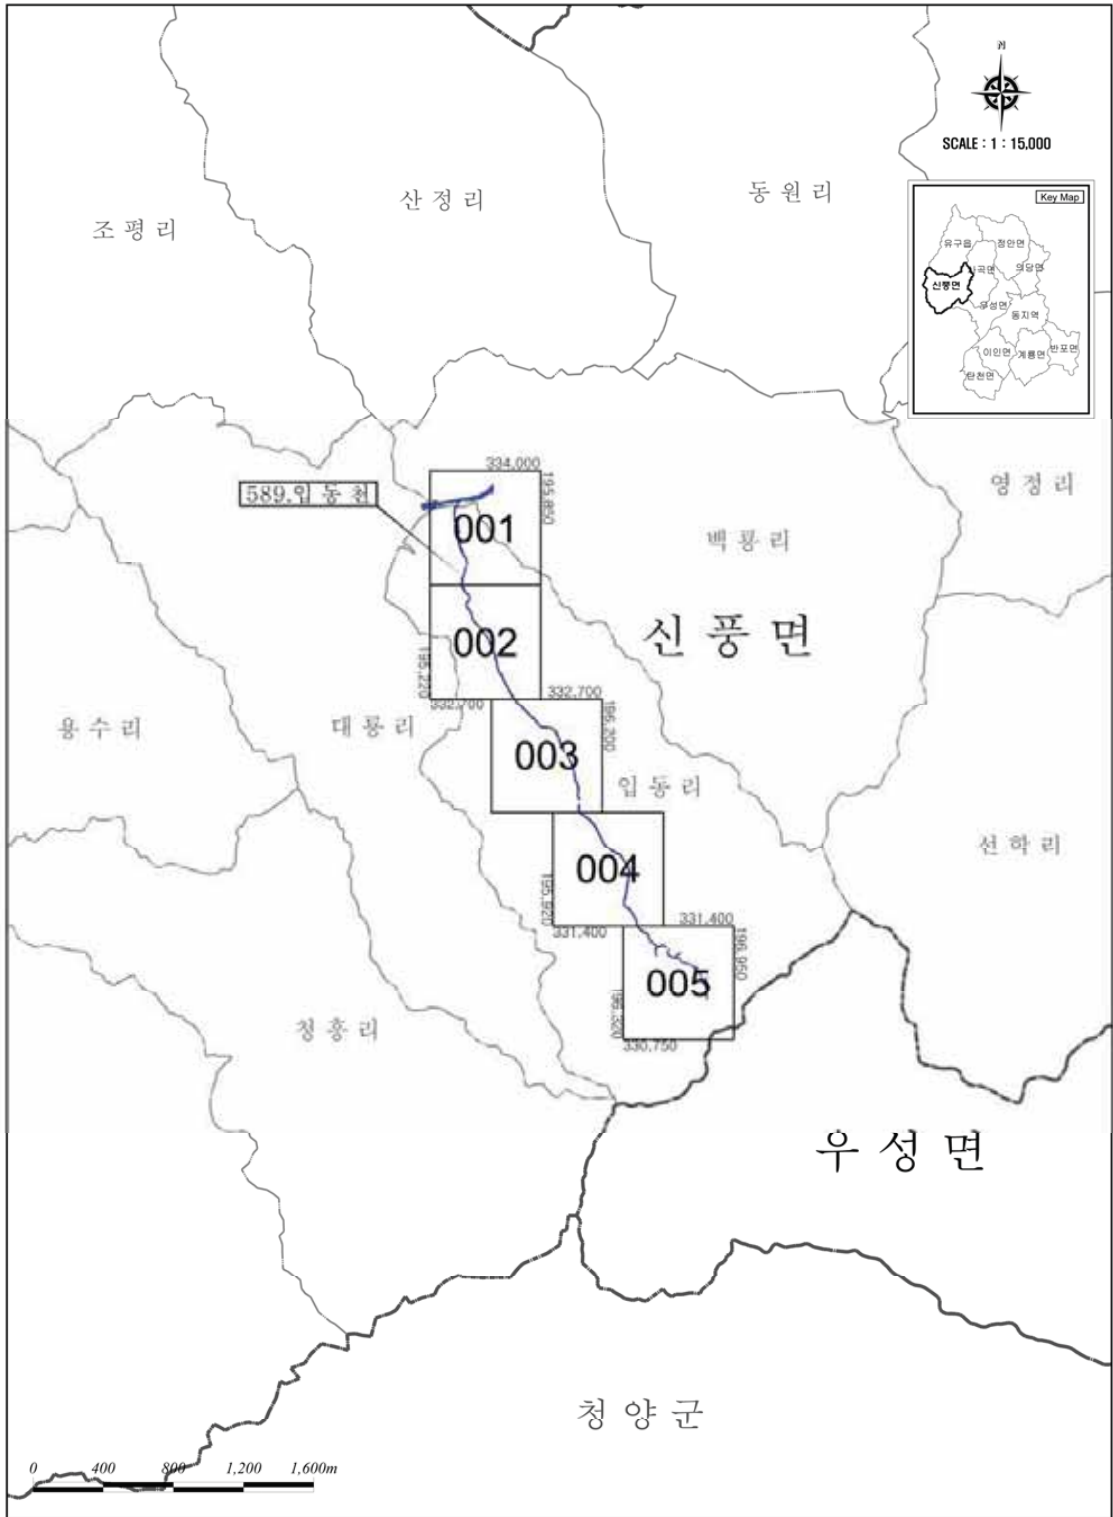 N
SCALE : 1 : 15,000
Key Map
유구읍
정안면
사곡면
의당면
신풍면
우성면
동지역
이인면
계룡면
반포면
탄천면
조평리
산정리
동원리
영정리
334,000
195,850
589.입동천
001
백룡리
002
신풍면
195,220
332,700
332,700
196,200
용수리
대룡리
003
입동리
004
선학리
195,920
331,400
331,400
196,950
005
청흥리
196,320
330,750
우성면
청양군
0 400 800 1,200 1,600m